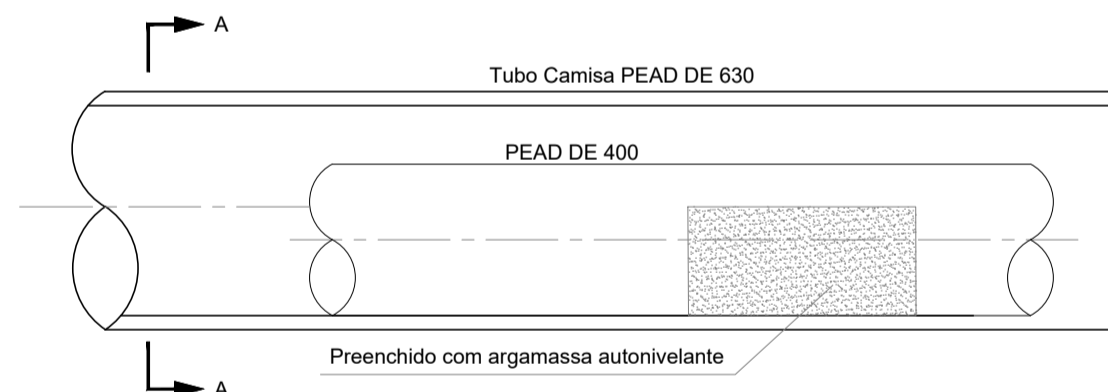 A
Tubo Camisa PEAD DE 630
PEAD DE 400
Preenchido com argamassa autonivelante
A